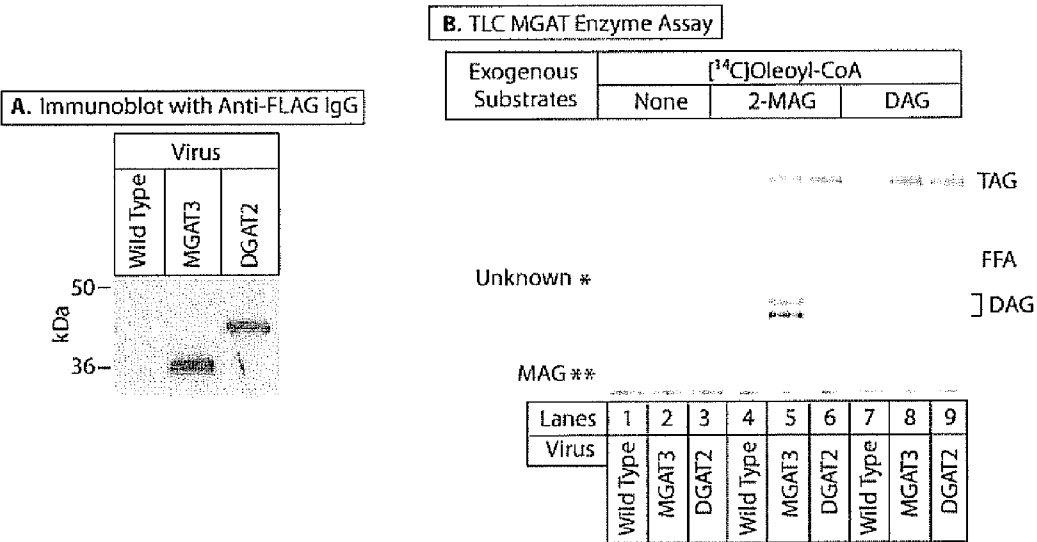 A. Immunoblot with Anti-FLAG IgG
Virus
Wild Type
MGAT3
DGAT2
50
kDa
36
B. TLC MGAT Enzyme Assay
Exogenous Substrates
[¹⁴C]Oleoyl-CoA
None 2-MAG DAG
TAG
FFA
Unknown *
] DAG
MAG **
Lanes 1 2 3 4 5 6 7 8 9
Virus Wild Type MGAT3 DGAT2 Wild Type MGAT3 DGAT2 Wild Type MGAT3 DGAT2